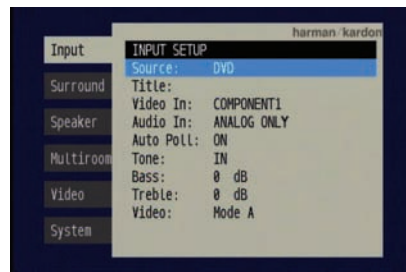 harman/kardon
Input
Surround
Speaker
Multiroom
Video
System
INPUT SETUP
Source: DVD
Title:
Video In: COMPONENT1
Audio In: ANALOG ONLY
Auto Poll: ON
Tone: IN
Bass: 0 dB
Treble: 0 dB
Video: Mode A